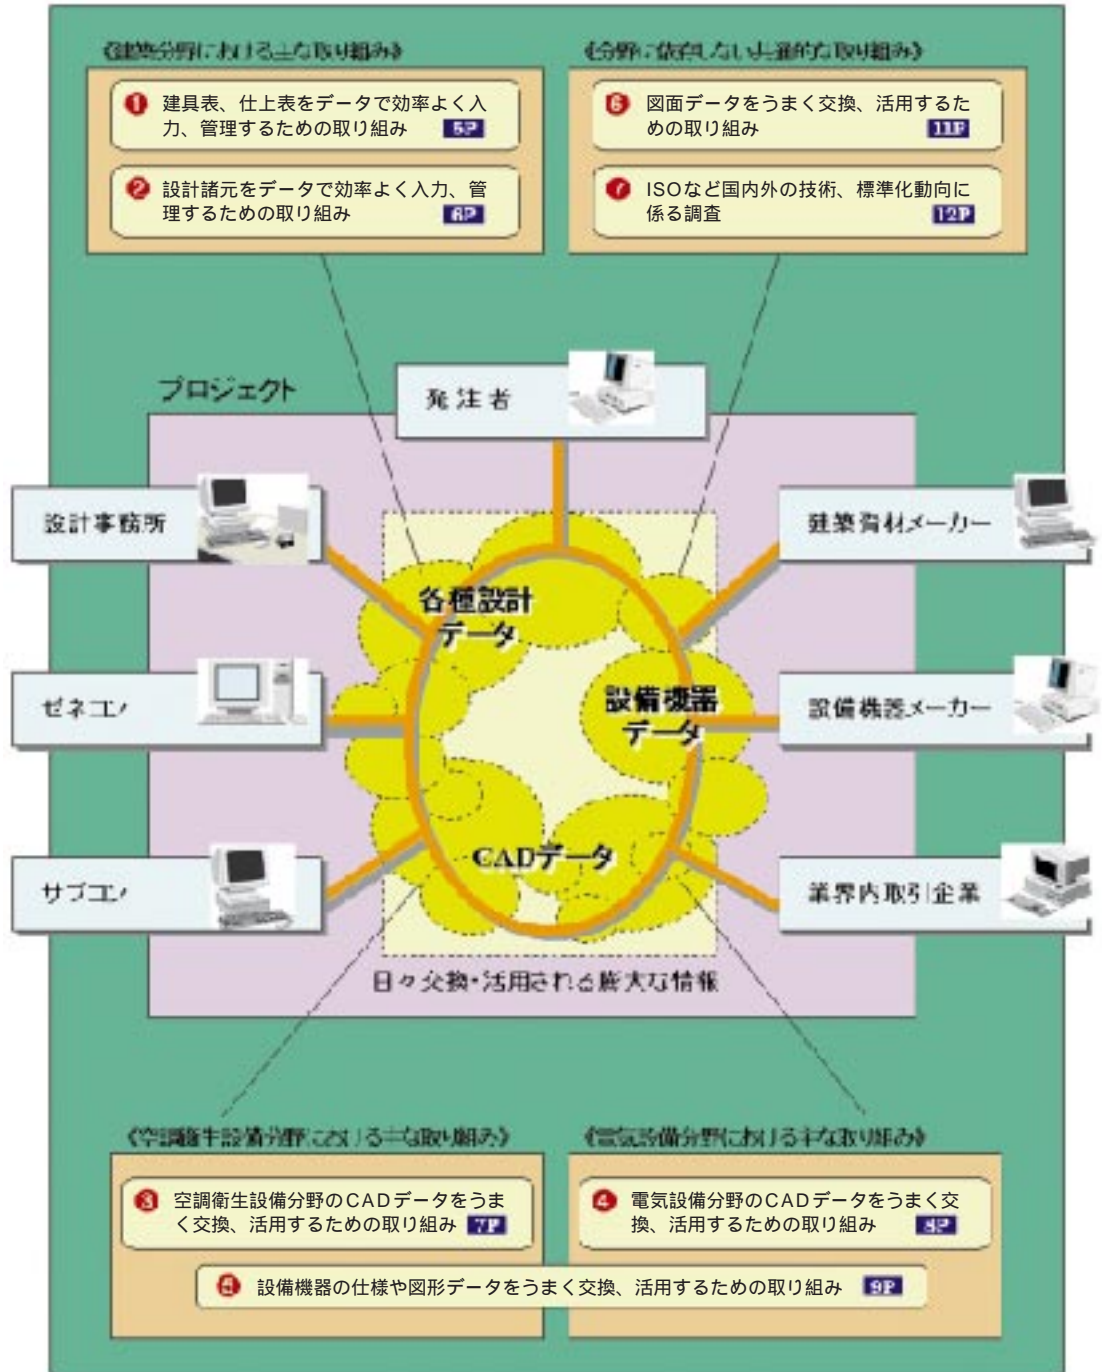 《建築分野における主な取り組み》
❶ 建具表、仕上表をデータで効率よく入
力、管理するための取り組み 5P
❷ 設計諸元をデータで効率よく入力、管
理するための取り組み 6P
《分野に依存しない共通的な取り組み》
❻ 図面データをうまく交換、活用するた
めの取り組み 11P
❼ ISOなど国内外の技術、標準化動向に
係る調査 12P
プロジェクト
発注者
設計事務所
ゼネコン
サブコン
建築資材メーカー
設備機器メーカー
業界内取引企業
各種設計
データ
設備機器
データ
CADデータ
日々交換・活用される膨大な情報
《空調衛生設備分野における主な取り組み》
❸ 空調衛生設備分野のCADデータをうま
く交換、活用するための取り組み 7P
《電気設備分野における主な取り組み》
❹ 電気設備分野のCADデータをうまく交
換、活用するための取り組み 8P
❺ 設備機器の仕様や図形データをうまく交換、活用するための取り組み 9P